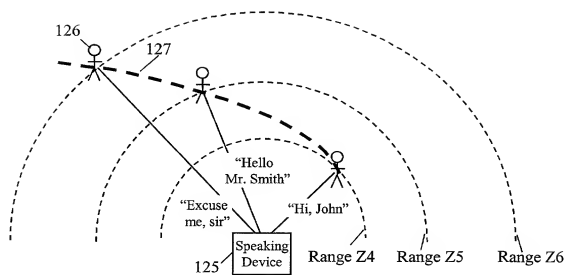 126
127
"Hello
Mr. Smith"
"Excuse
me, sir"
"Hi, John"
125
Speaking
Device
Range Z4
Range Z5
Range Z6